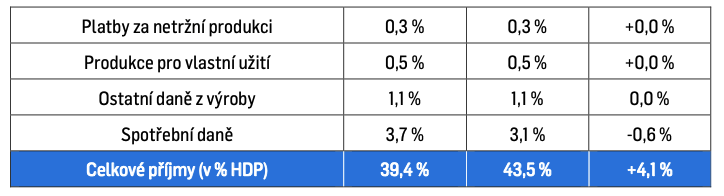 Platby za netržní produkci 0,3 % 0,3 % +0,0 %
Produkce pro vlastní užití 0,5 % 0,5 % +0,0 %
Ostatní daně z výroby 1,1 % 1,1 % 0,0 %
Spotřební daně 3,7 % 3,1 % -0,6 %
Celkové příjmy (v % HDP) 39,4 % 43,5 % +4,1 %